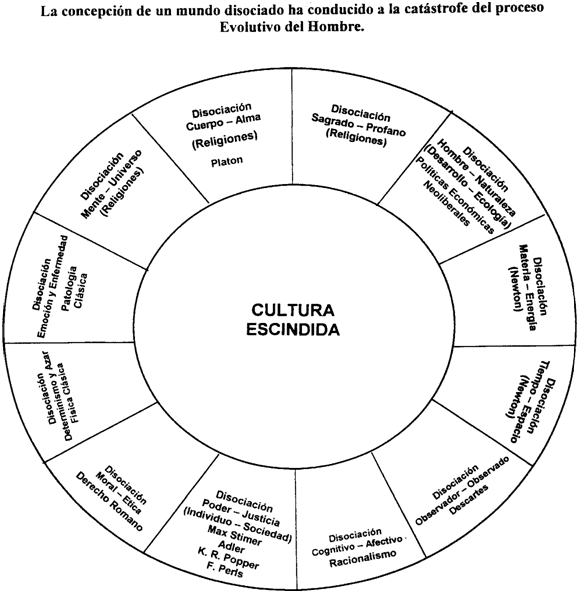 La concepción de un mundo disociado ha conducido a la catástrofe del proceso
Evolutivo del Hombre.
Disociación
Cuerpo – Alma
(Religiones)
Platon
Disociación
Sagrado – Profano
(Religiones)
Disociación
Hombre – Naturaleza
(Desarrollo – Ecología)
Políticas Económicas
Neoliberales
Disociación
Materia – Energía
(Newton)
Disociación
Tiempo – Espacio
(Newton)
Disociación
Observador – Observado
Descartes
Disociación
Cognitivo – Afectivo
Racionalismo
Disociación
Poder – Justicia
(Individuo – Sociedad)
Max Stirner
Adler
K. R. Popper
F. Perls
Disociación
Moral – Etica
Derecho Romano
Disociación Azar
Determinismo y
Física Clásica
Disociación
Emoción y Enfermedad
Patología
Clásica
Disociación
Mente – Universo
(Religiones)
CULTURA
ESCINDIDA